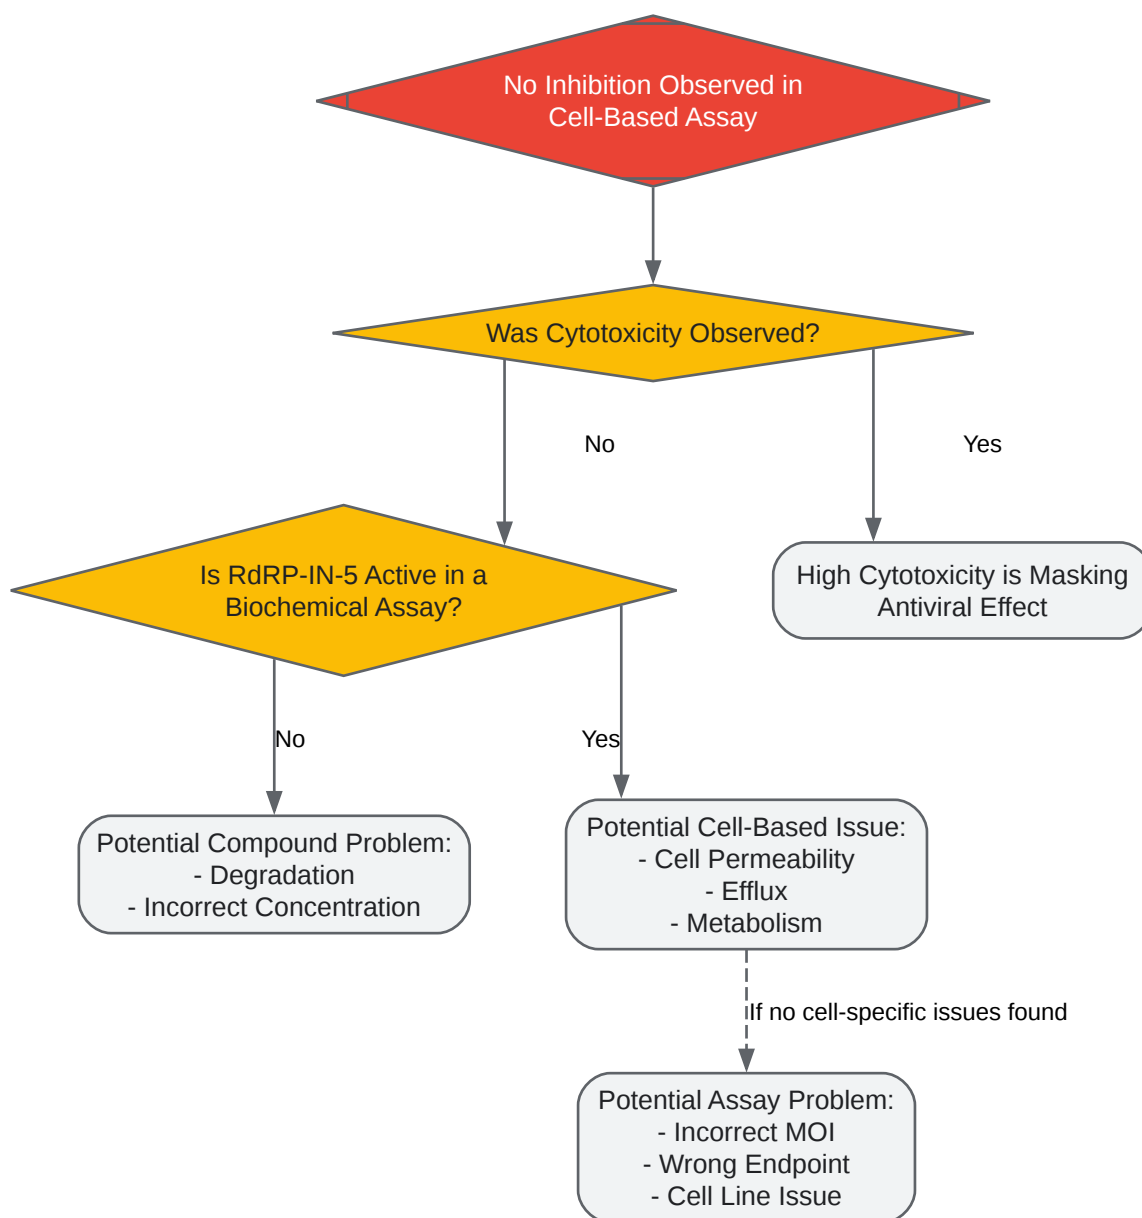 No Inhibition Observed in
Cell-Based Assay
Was Cytotoxicity Observed?
No
Yes
Is RdRP-IN-5 Active in a
Biochemical Assay?
High Cytotoxicity is Masking
Antiviral Effect
No
Yes
Potential Compound Problem:
- Degradation
- Incorrect Concentration
Potential Cell-Based Issue:
- Cell Permeability
- Efflux
- Metabolism
If no cell-specific issues found
Potential Assay Problem:
- Incorrect MOI
- Wrong Endpoint
- Cell Line Issue